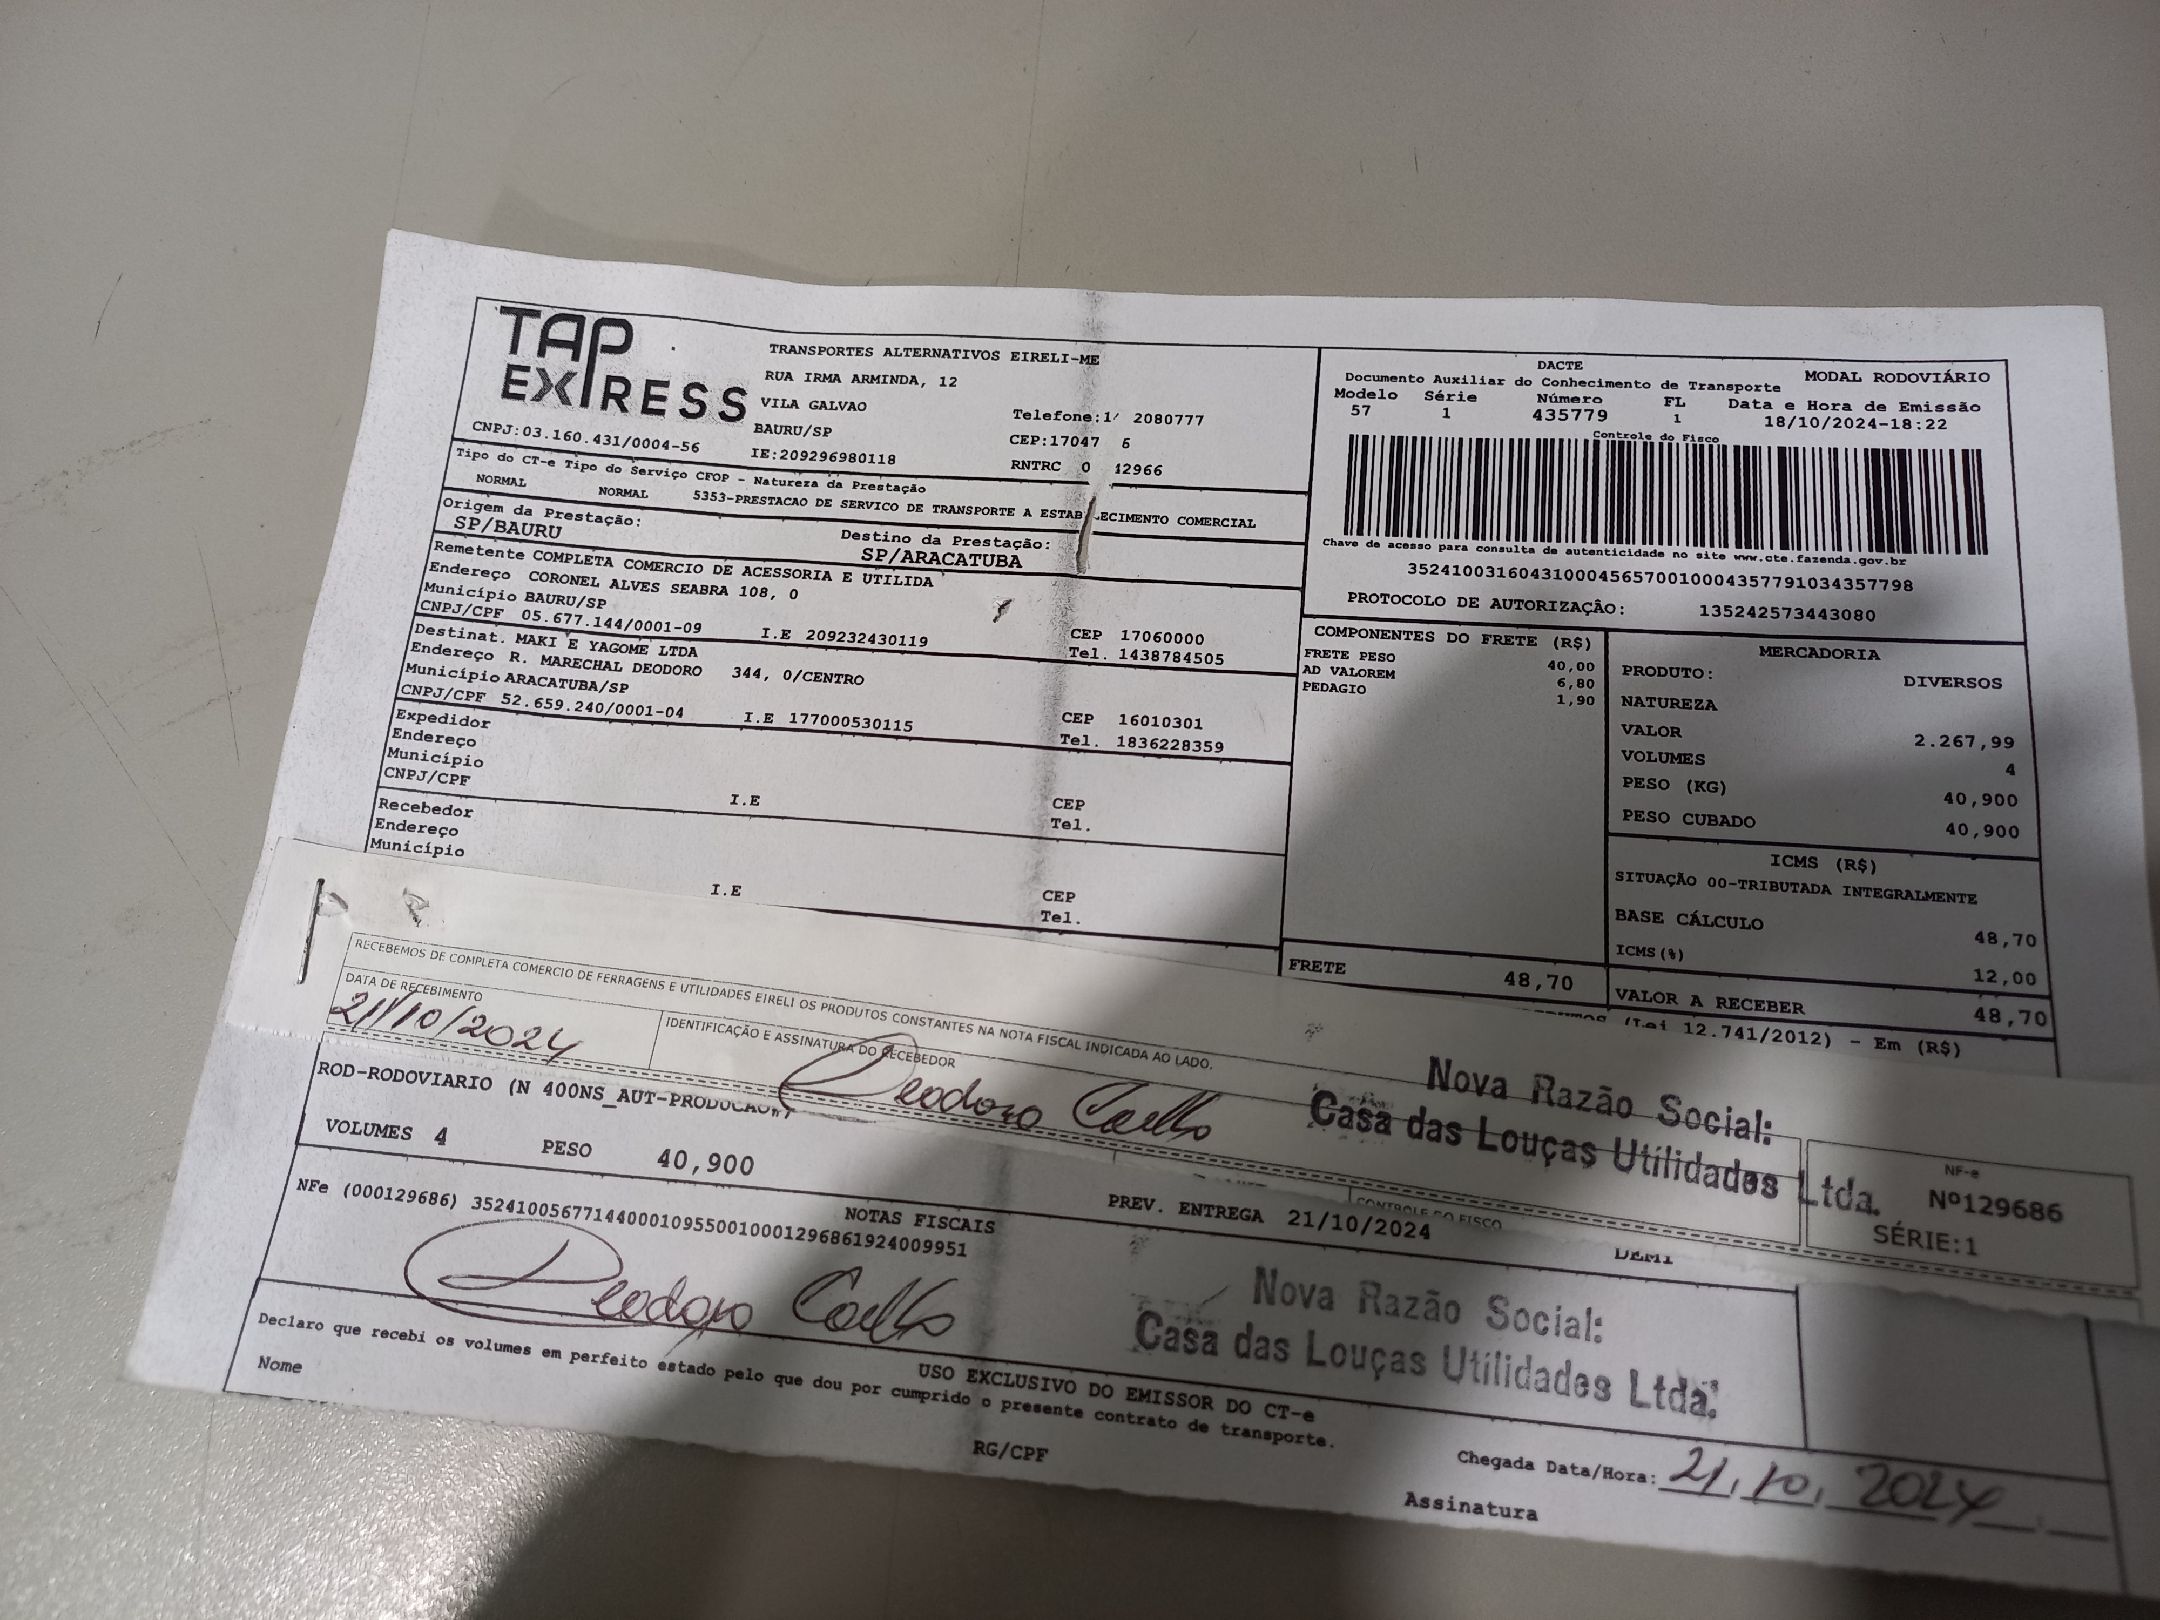 TAP
EXPRESS
CNPJ:03.160.431/0004-56
TRANSPORTES ALTERNATIVOS EIRELI-ME
RUA IRMA ARMINDA, 12
VILA GALVAO
BAURU/SP
IE:209296980118
Telefone:1 2080777
CEP:17047 6
RNTRC 0 12966
Tipo do CT-e Tipo do Serviço CFOP - Natureza da Prestação
NORMAL NORMAL 5353-PRESTACAO DE SERVICO DE TRANSPORTE A ESTAB LECIMENTO COMERCIAL
Origem da Prestação: Destino da Prestação:
SP/BAURU SP/ARACATUBA
Remetente COMPLETA COMERCIO DE ACESSORIA E UTILIDA
Endereço CORONEL ALVES SEABRA 108, 0
Município BAURU/SP CEP 17060000
CNPJ/CPF 05.677.144/0001-09 I.E 209232430119 Tel. 1438784505
Destinat. MAKI E YAGOME LTDA
Endereço R. MARECHAL DEODORO 344, 0/CENTRO
Município ARACATUBA/SP CEP 16010301
CNPJ/CPF 52.659.240/0001-04 I.E 177000530115 Tel. 1836228359
Expedidor
Endereço
Município CEP
CNPJ/CPF I.E Tel.
Recebedor
Endereço
Município CEP
I.E Tel.
DACTE MODAL RODOVIÁRIO
Documento Auxiliar do Conhecimento de Transporte
Modelo Série Número FL Data e Hora de Emissão
57 1 435779 1 18/10/2024-18:22
Controle do Fisco
Chave de acesso para consulta de autenticidade no site www.cte.fazenda.gov.br
35241003160431000456570010004357791034357798
PROTOCOLO DE AUTORIZAÇÃO: 135242573443080
COMPONENTES DO FRETE (R$)
FRETE PESO 40,00
AD VALOREM 6,80
PEDAGIO 1,90
FRETE 48,70
MERCADORIA
PRODUTO: DIVERSOS
NATUREZA
VALOR 2.267,99
VOLUMES 4
PESO (KG) 40,900
PESO CUBADO 40,900
ICMS (R$)
SITUAÇÃO 00-TRIBUTADA INTEGRALMENTE
BASE CÁLCULO 48,70
ICMS(%) 12,00
VALOR A RECEBER 48,70
(Lei 12.741/2012) - Em (R$)
RECEBEMOS DE COMPLETA COMERCIO DE FERRAGENS E UTILIDADES EIRELI OS PRODUTOS CONSTANTES NA NOTA FISCAL INDICADA AO LADO.
DATA DE RECEBIMENTO IDENTIFICAÇÃO E ASSINATURA DO RECEBEDOR
21/10/2024 Deodoro Coelho
Nova Razão Social:
Casa das Louças Utilidades Ltda.
NF-e
Nº129686
SÉRIE:1
ROD-RODOVIARIO (N 400NS_AUT-PRODUCAO
VOLUMES 4 PESO 40,900
CONTROLE DO FISCO
PREV. ENTREGA 21/10/2024
NOTAS FISCAIS
NFe (000129686) 35241005677144000109550010001296861924009951
Deodoro Coelho
Nova Razão Social:
Casa das Louças Utilidades Ltda.
USO EXCLUSIVO DO EMISSOR DO CT-e
Declaro que recebi os volumes em perfeito estado pelo que dou por cumprido o presente contrato de transporte.
Nome RG/CPF
Chegada Data/Hora: 21, 10, 2024
Assinatura